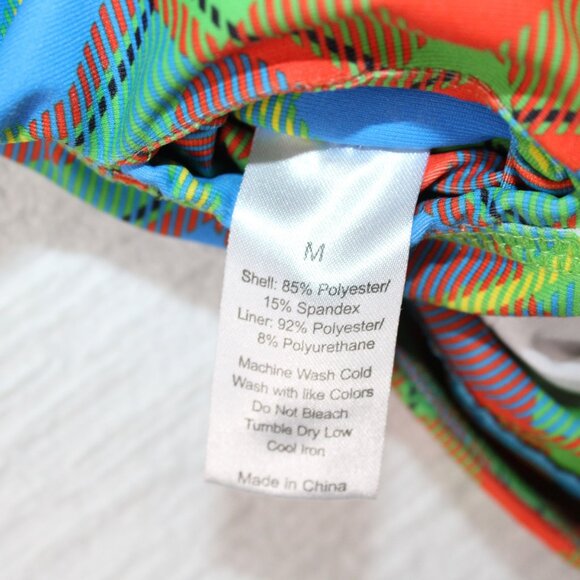 M
Shell: 85% Polyester/
15% Spandex
Liner: 92% Polyester/
8% Polyurethane
Machine Wash Cold
Wash with like Colors
Do Not Bleach
Tumble Dry Low
Cool Iron
Made in China